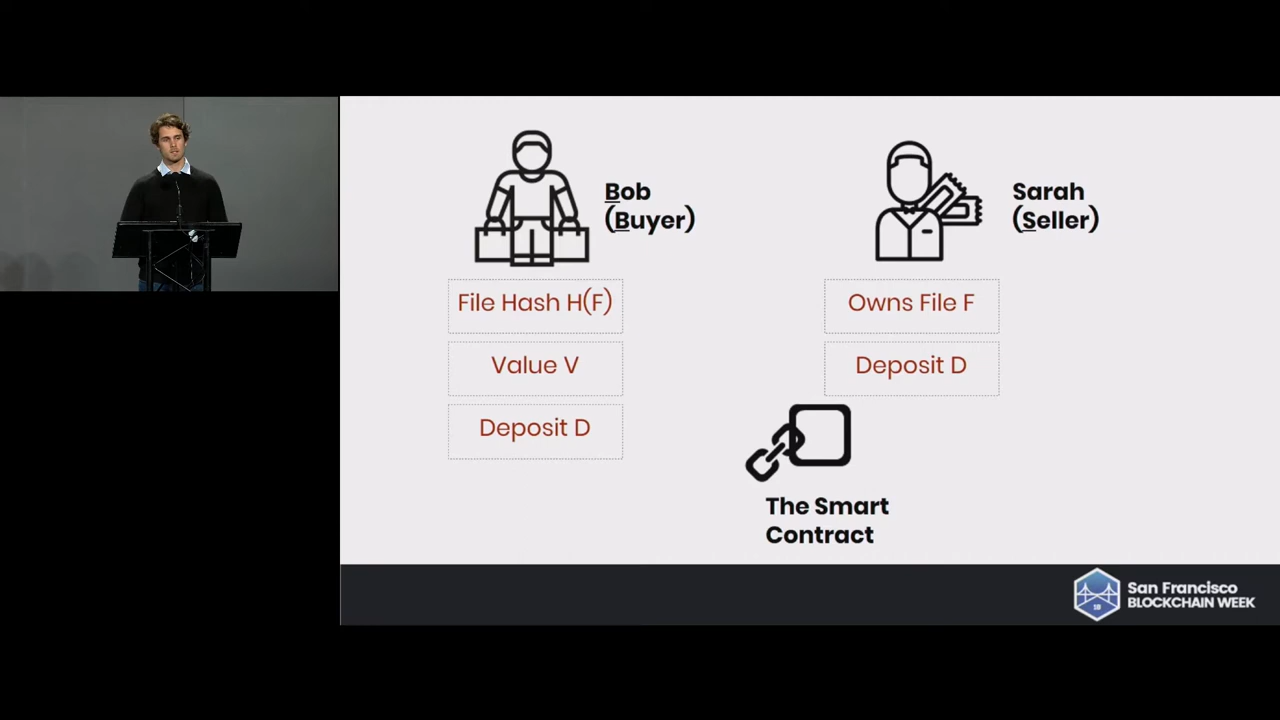 Bob
(Buyer)
Sarah
(Seller)
File Hash H(F)
Owns File F
Value V
Deposit D
Deposit D
The Smart
Contract
San Francisco
BLOCKCHAIN WEEK